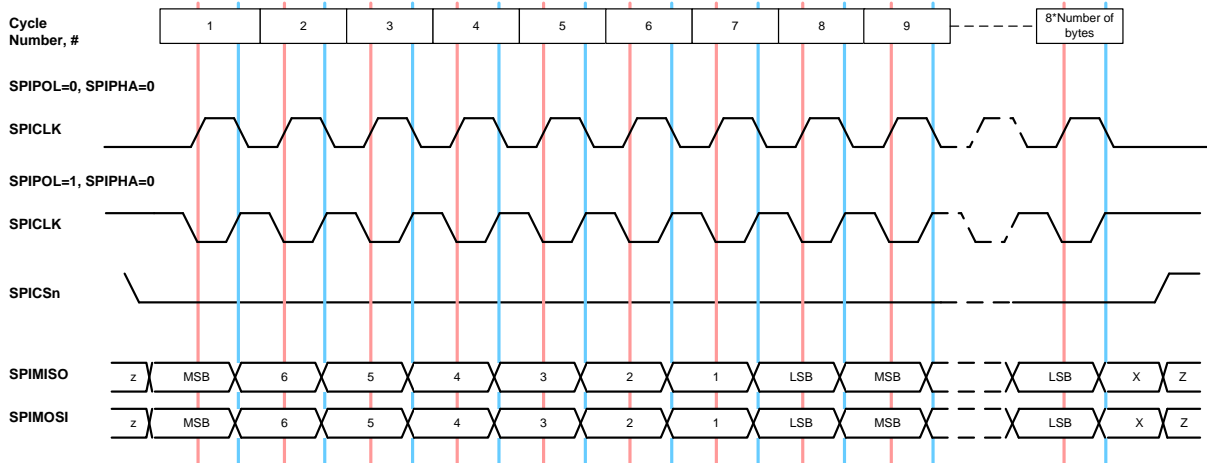 Cycle
Number, #
1 2 3 4 5 6 7 8 9 8*Number of
bytes
SPIPOL=0, SPIPHA=0
SPICLK
SPIPOL=1, SPIPHA=0
SPICLK
SPICSn
SPIMISO z MSB 6 5 4 3 2 1 LSB MSB LSB X Z
SPIMOSI z MSB 6 5 4 3 2 1 LSB MSB LSB X Z